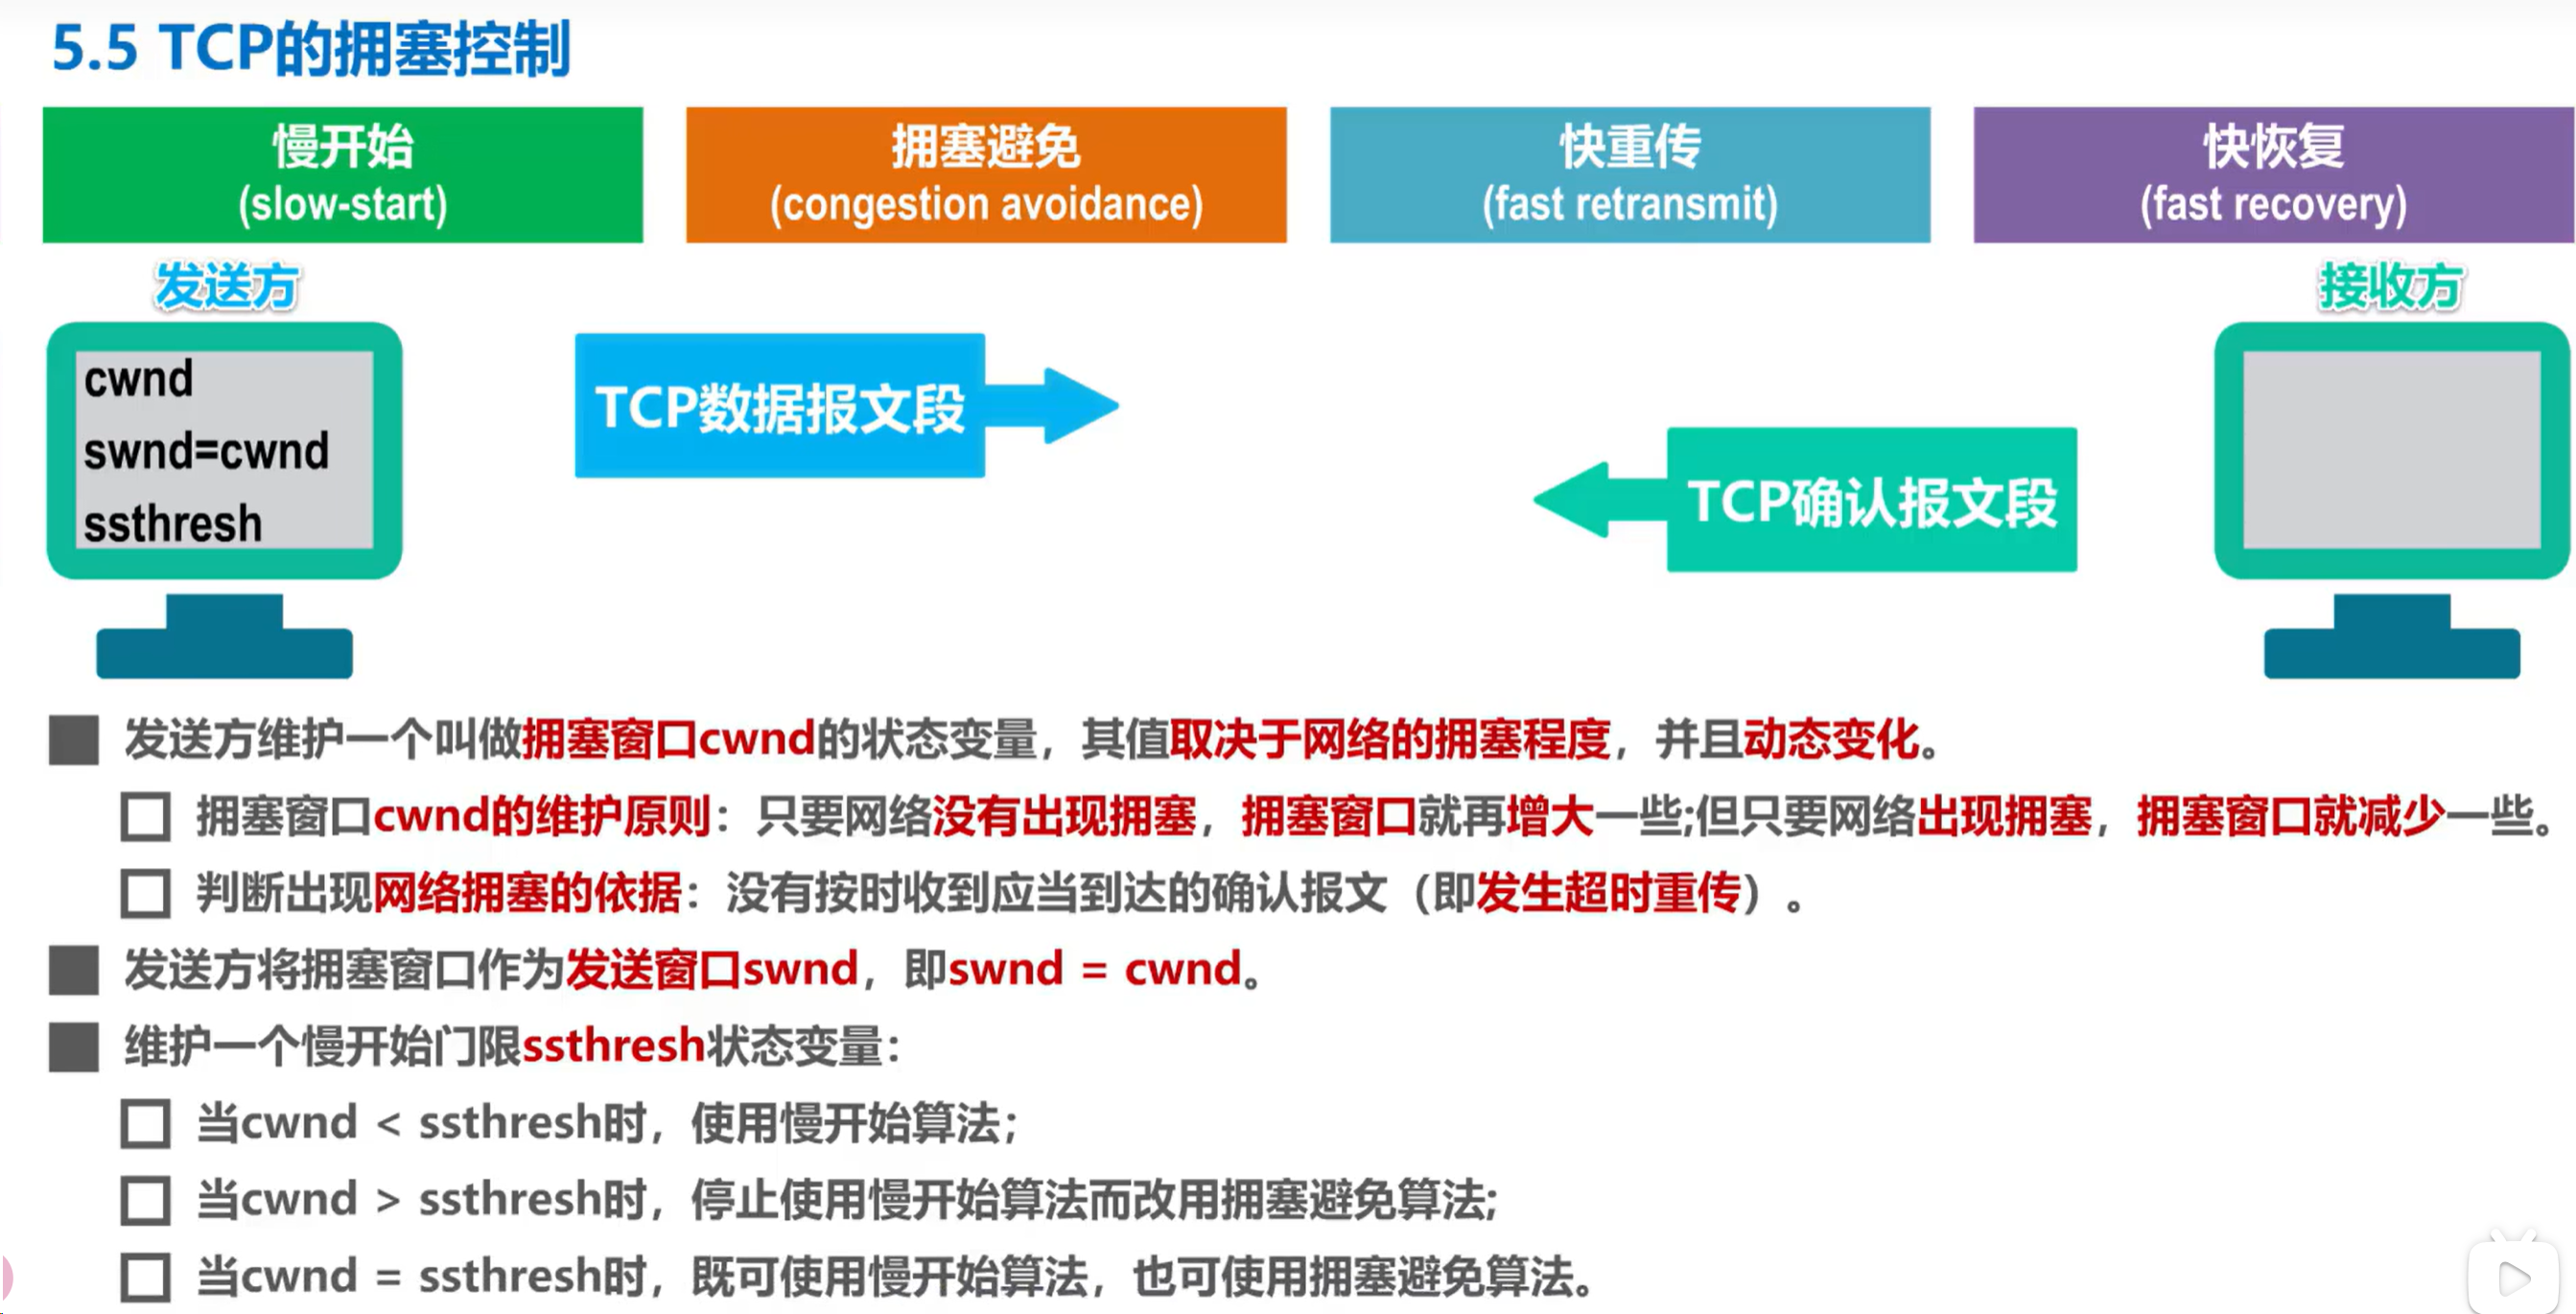 5.5 TCP的拥塞控制
慢开始
(slow-start)
拥塞避免
(congestion avoidance)
快重传
(fast retransmit)
快恢复
(fast recovery)
发送方
接收方
cwnd
swnd=cwnd
ssthresh
TCP数据报文段
TCP确认报文段
发送方维护一个叫做拥塞窗口cwnd的状态变量，其值取决于网络的拥塞程度，并且动态变化。
拥塞窗口cwnd的维护原则：只要网络没有出现拥塞，拥塞窗口就再增大一些;但只要网络出现拥塞，拥塞窗口就减少一些。
判断出现网络拥塞的依据：没有按时收到应当到达的确认报文（即发生超时重传）。
发送方将拥塞窗口作为发送窗口swnd，即swnd = cwnd。
维护一个慢开始门限ssthresh状态变量：
当cwnd < ssthresh时，使用慢开始算法；
当cwnd > ssthresh时，停止使用慢开始算法而改用拥塞避免算法;
当cwnd = ssthresh时，既可使用慢开始算法，也可使用拥塞避免算法。